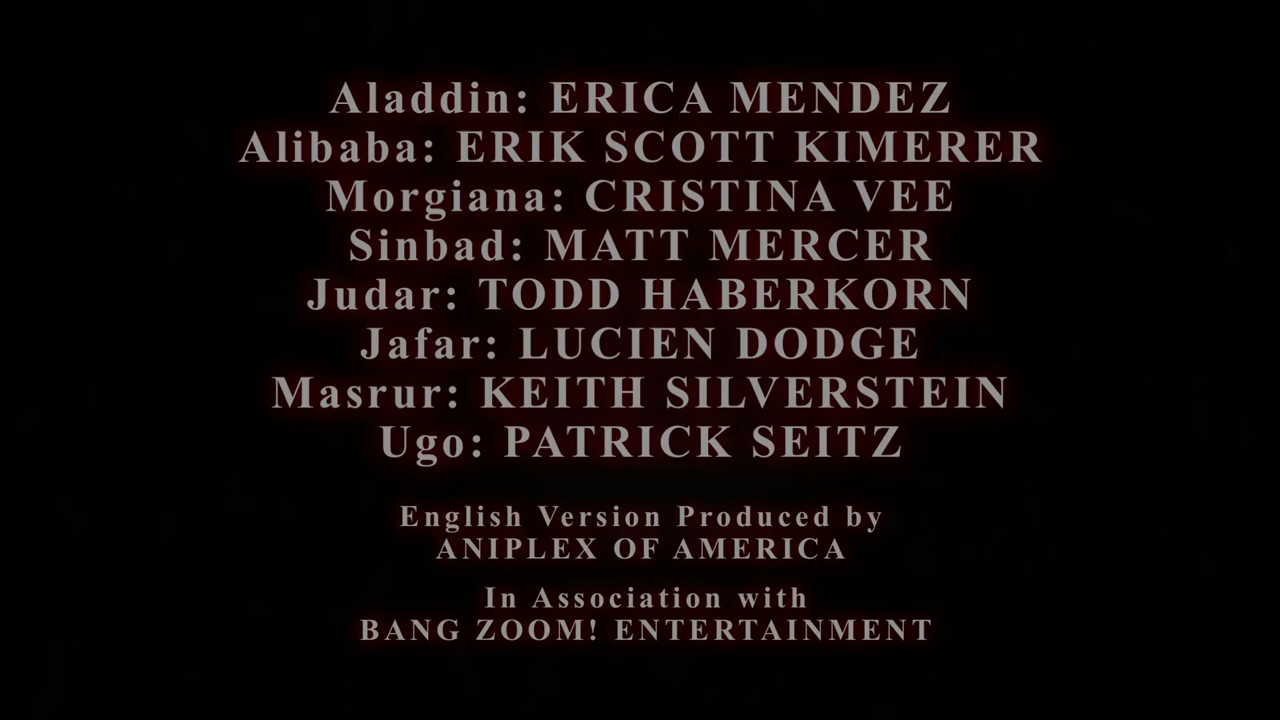 Aladdin: ERICA MENDEZ
Alibaba: ERIK SCOTT KIMERER
Morgiana: CRISTINA VEE
Sinbad: MATT MERCER
Judar: TODD HABERKORN
Jafar: LUCIEN DODGE
Masrur: KEITH SILVERSTEIN
Ugo: PATRICK SEITZ
English Version Produced by
ANIPLEX OF AMERICA
In Association with
BANG ZOOM! ENTERTAINMENT